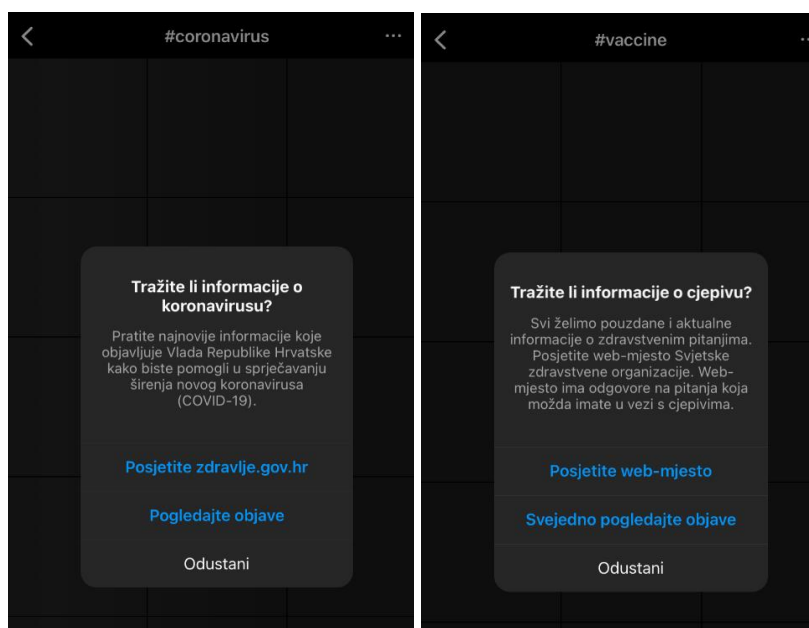 #coronavirus
Tražite li informacije o
koronavirusu?
Pratite najnovije informacije koje
objavljuje Vlada Republike Hrvatske
kako biste pomogli u sprječavanju
širenja novog koronavirusa
(COVID-19).
Posjetite zdravlje.gov.hr
Pogledajte objave
Odustani
#vaccine
Tražite li informacije o cjepivu?
Svi želimo pouzdane i aktualne
informacije o zdravstvenim pitanjima.
Posjetite web-mjesto Svjetske
zdravstvene organizacije. Web-
mjesto ima odgovore na pitanja koja
možda imate u vezi s cjepivima.
Posjetite web-mjesto
Svejedno pogledajte objave
Odustani